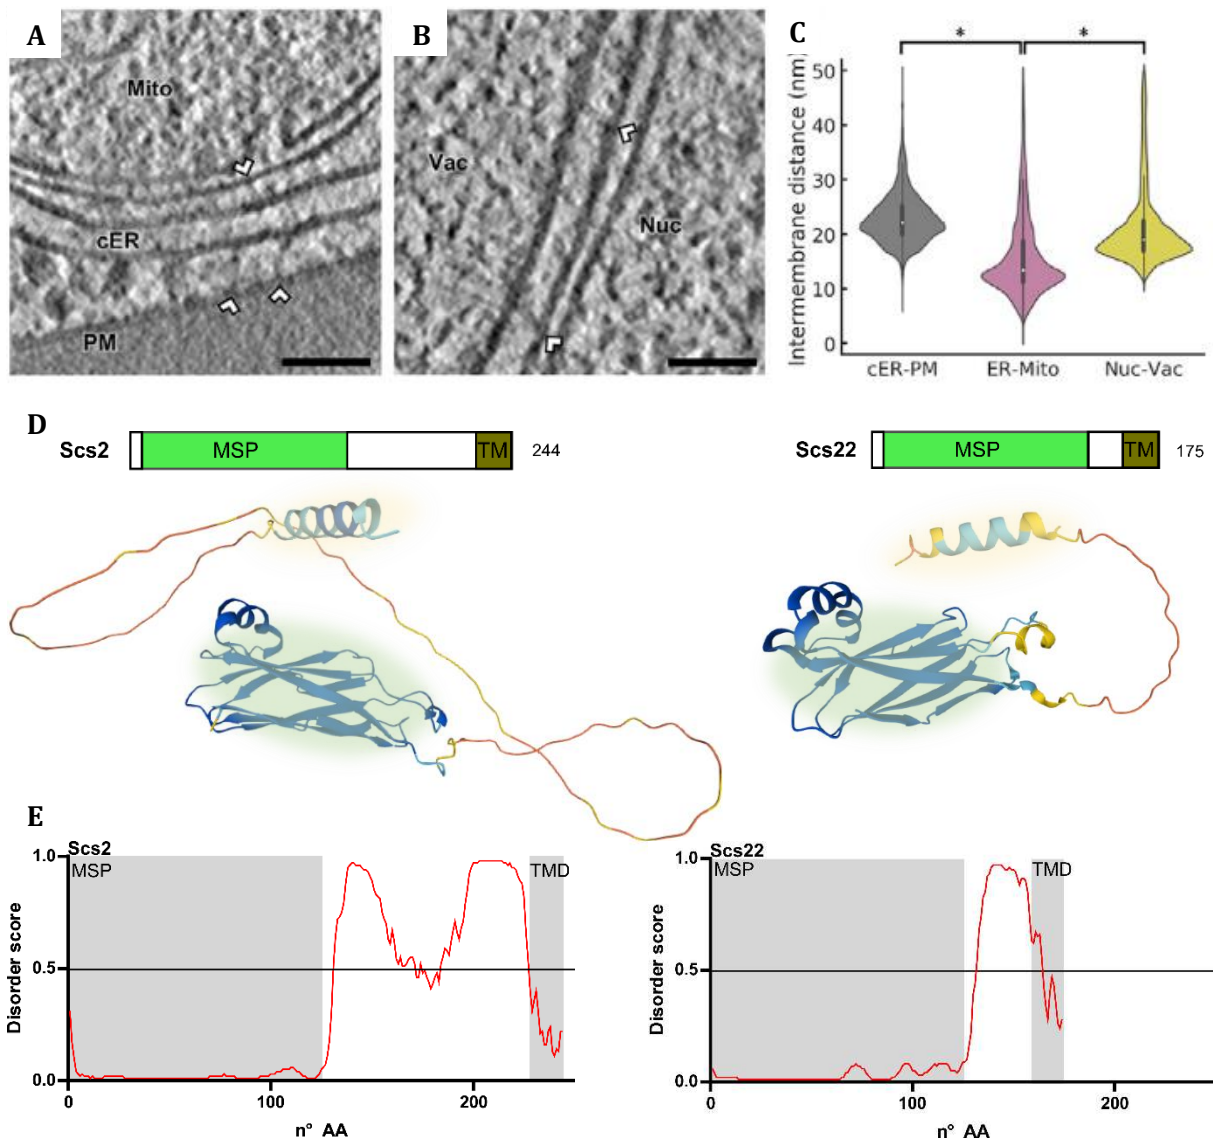 A
Mito
cER
PM
B
Vac
Nuc
C
* *
Intermembrane distance (nm)
50
40
30
20
10
0
cER-PM ER-Mito Nuc-Vac
D
Scs2 MSP TM 244
Scs22 MSP TM 175
E
Scs2
MSP TMD
Disorder score
1.0
0.5
0.0
0 100 200
n° AA
Scs22
MSP TMD
Disorder score
1.0
0.5
0.0
0 100 200
n° AA